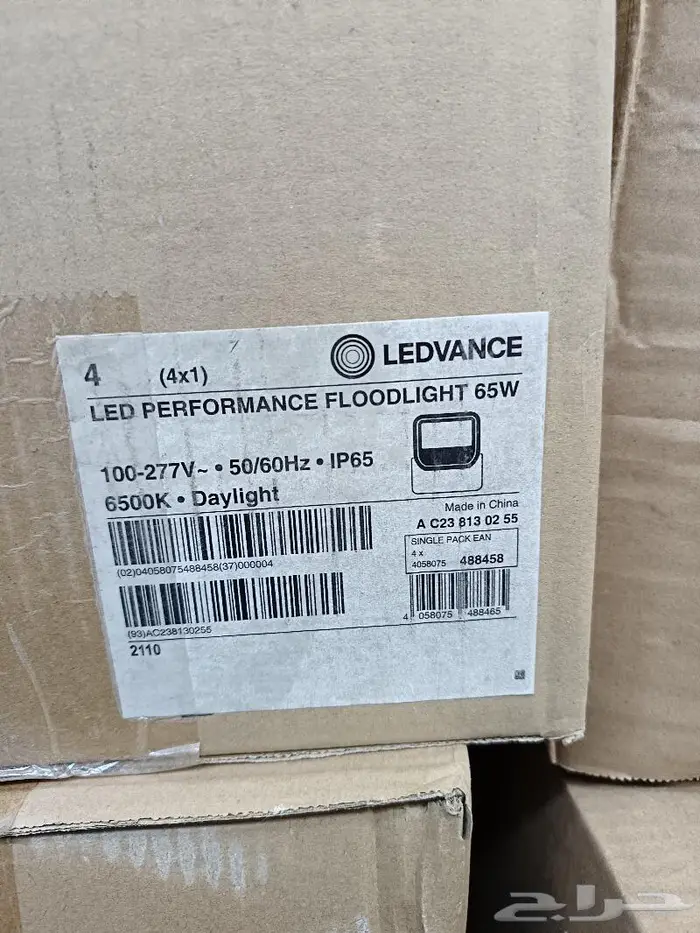 4 (4x1) LEDVANCE
LED PERFORMANCE FLOODLIGHT 65W
100-277V~ • 50/60Hz • IP65
6500K • Daylight
Made in China
A C23 813 02 55
SINGLE PACK EAN
4 x
4058075 488458
(02)04058075488458(37)000004
4 058075 488465
(93)AC238130255
2110
حراج